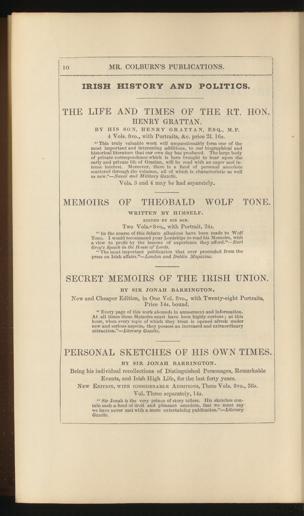 10 MR. COLBURN'S PUBLICATIONS.
IRISH HISTORY AND POLITICS.
THE LIFE AND TIMES OF THE RT. HON.
HENRY GRATTAN.
BY HIS SON, HENRY GRATTAN, ESQ., M.P.
4 Vols. 8vo., with Portraits, &c. price 2l. 16s.
"This truly valuable work will unquestionably form one of the
most important and interesting additions, to our biographical and
historical literature that our own day has produced. The large mass
of private correspondence which is here brought to bear upon the
early and private life of Grattan, will be read with an eager and in-
tense interest. Moreover, there is a fund of personal anecdote
scattered through the volumes, all of which is characteristic as well
as new."—Naval and Military Gazette.
Vols. 3 and 4 may be had separately.
MEMOIRS OF THEOBALD WOLF TONE.
WRITTEN BY HIMSELF.
EDITED BY HIS SON.
Two Vols. 8vo., with Portrait, 24s.
"In the course of this debate allusions have been made to Wolf
Tone. I would recommend your Lordships to read his Memoirs, with
a view to profit by the lessons of experience they afford."—Earl
Grey's Speech in the House of Lords.
"The most important publication that ever proceeded from the
press on Irish affairs."—London and Dublin Magazine.
SECRET MEMOIRS OF THE IRISH UNION.
BY SIR JONAH BARRINGTON.
New and Cheaper Edition, in One Vol. 8vo., with Twenty-eight Portraits,
Price 14s. bound.
"Every page of this work abounds in amusement and information.
At all times these Memoirs must have been highly curious; at this
hour, when every topic of which they treat is opened afresh under
new and serious aspects, they possess an increased and extraordinary
attraction."—Literary Gazette.
PERSONAL SKETCHES OF HIS OWN TIMES.
BY SIR JONAH BARRINGTON.
Being his individual recollections of Distinguished Personages, Remarkable
Events, and Irish High Life, for the last forty years.
NEW EDITION, WITH CONSIDERABLE ADDITIONS, Three Vols. 8vo.,
Vol. Three separately, 14s.
"Sir Jonah is the very prince of story tellers. His sketches con-
tain such a fund of droll and pleasant anecdote, that we must say
we have never met with a more entertaining publication."—Literary
Gazette.